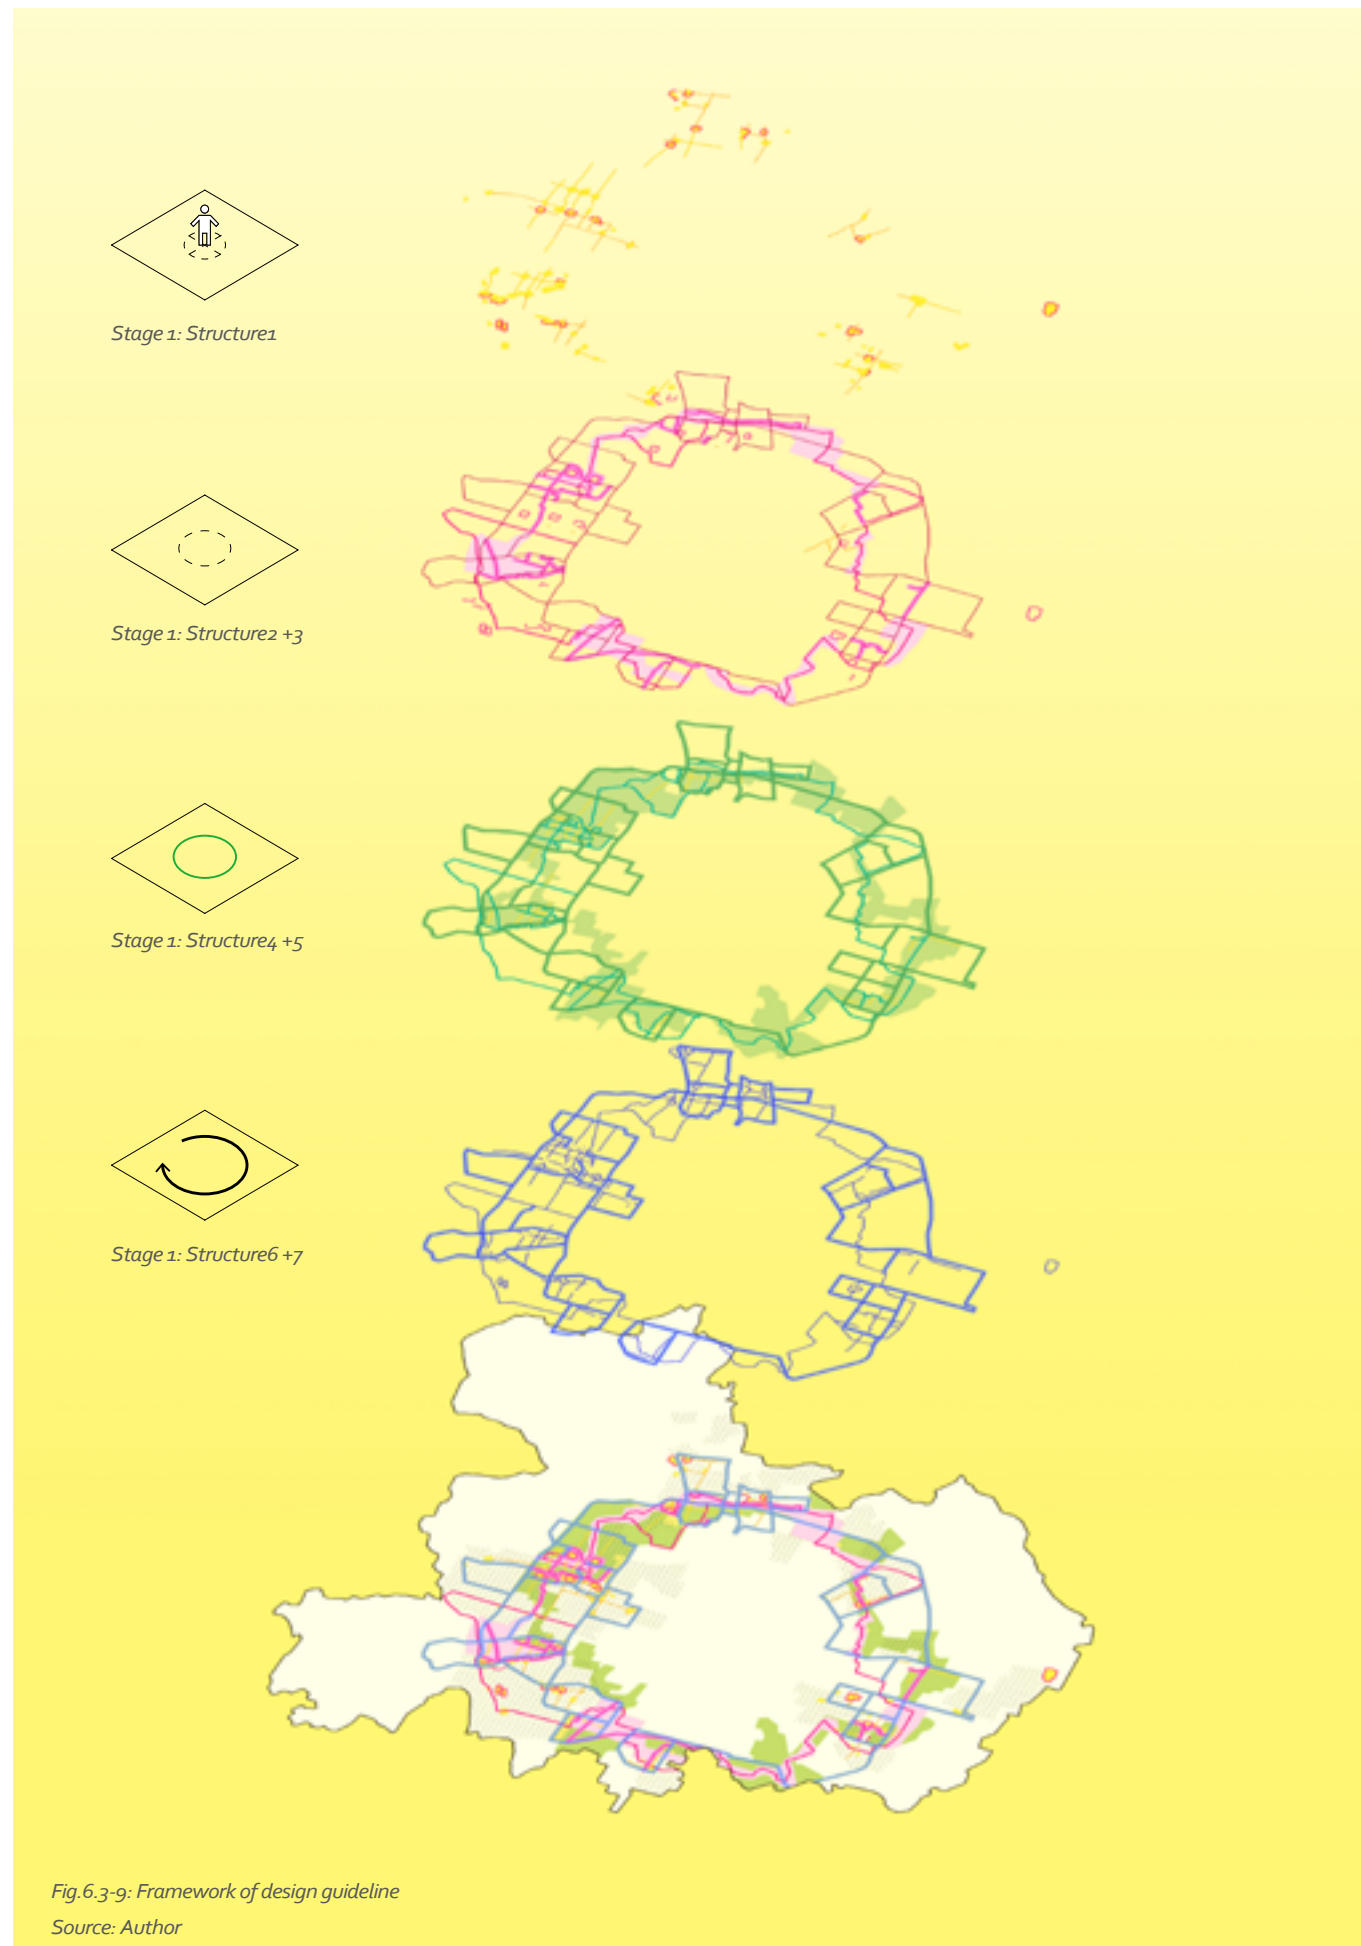 Stage 1: Structure1
Stage 1: Structure2 +3
Stage 1: Structure4 +5
Stage 1: Structure6 +7
Fig.6.3-9: Framework of design guideline
Source: Author